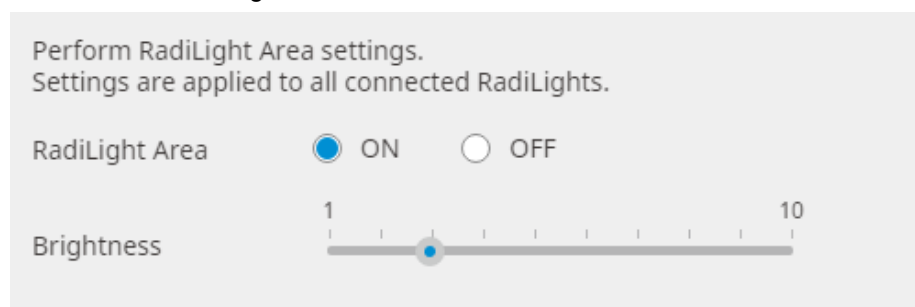 Perform RadiLight Area settings.
Settings are applied to all connected RadiLights.
RadiLight Area ON OFF
1 10
Brightness